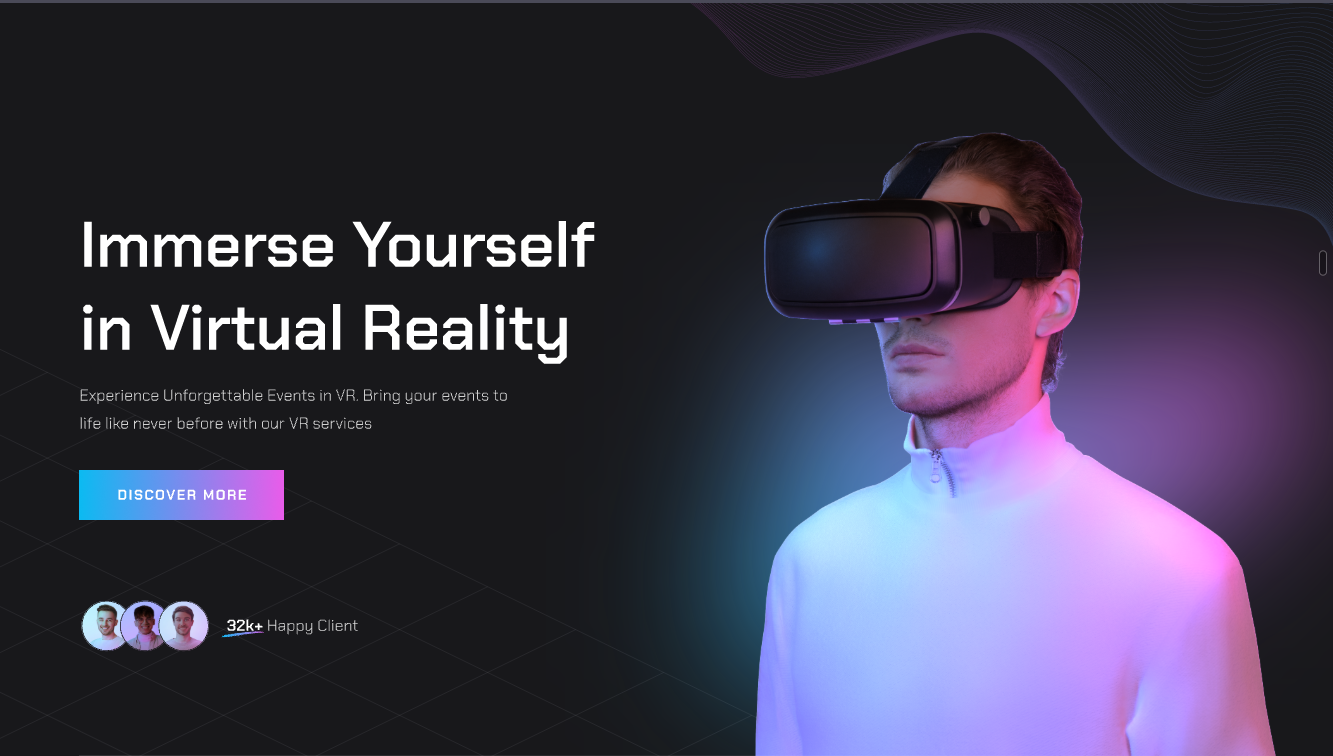 Immerse Yourself
in Virtual Reality
Experience Unforgettable Events in VR. Bring your events to
life like never before with our VR services
DISCOVER MORE
32k+ Happy Client